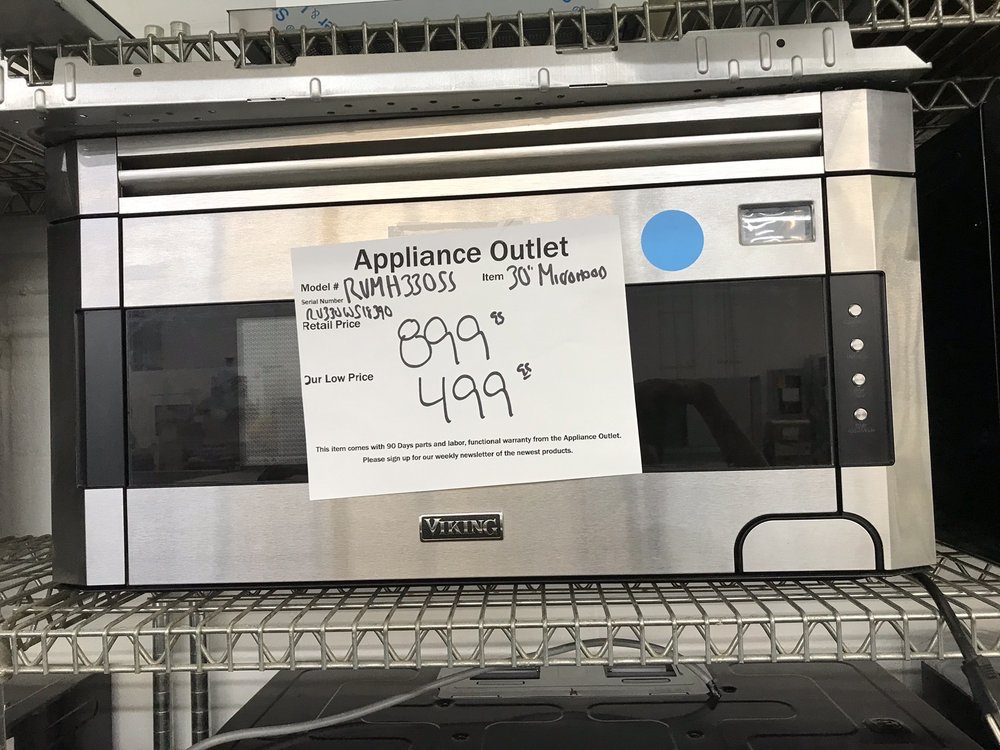 Appliance Outlet
Model # RVMH330SS Item 30"
Serial Number
Retail Price 899 95
Our Low Price 499 95
This item comes with 90 Days parts and labor, functional warranty from the Appliance Outlet.
Please sign up for our weekly newsletter of the newest products.
VIKING